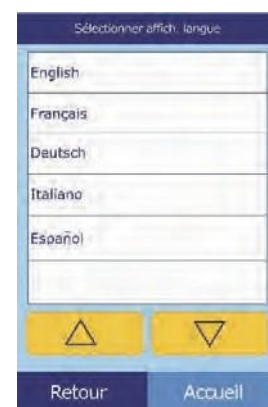 Sélectionner affich. langue
English
Français
Deutsch
Italiano
Español
Retour Accueil